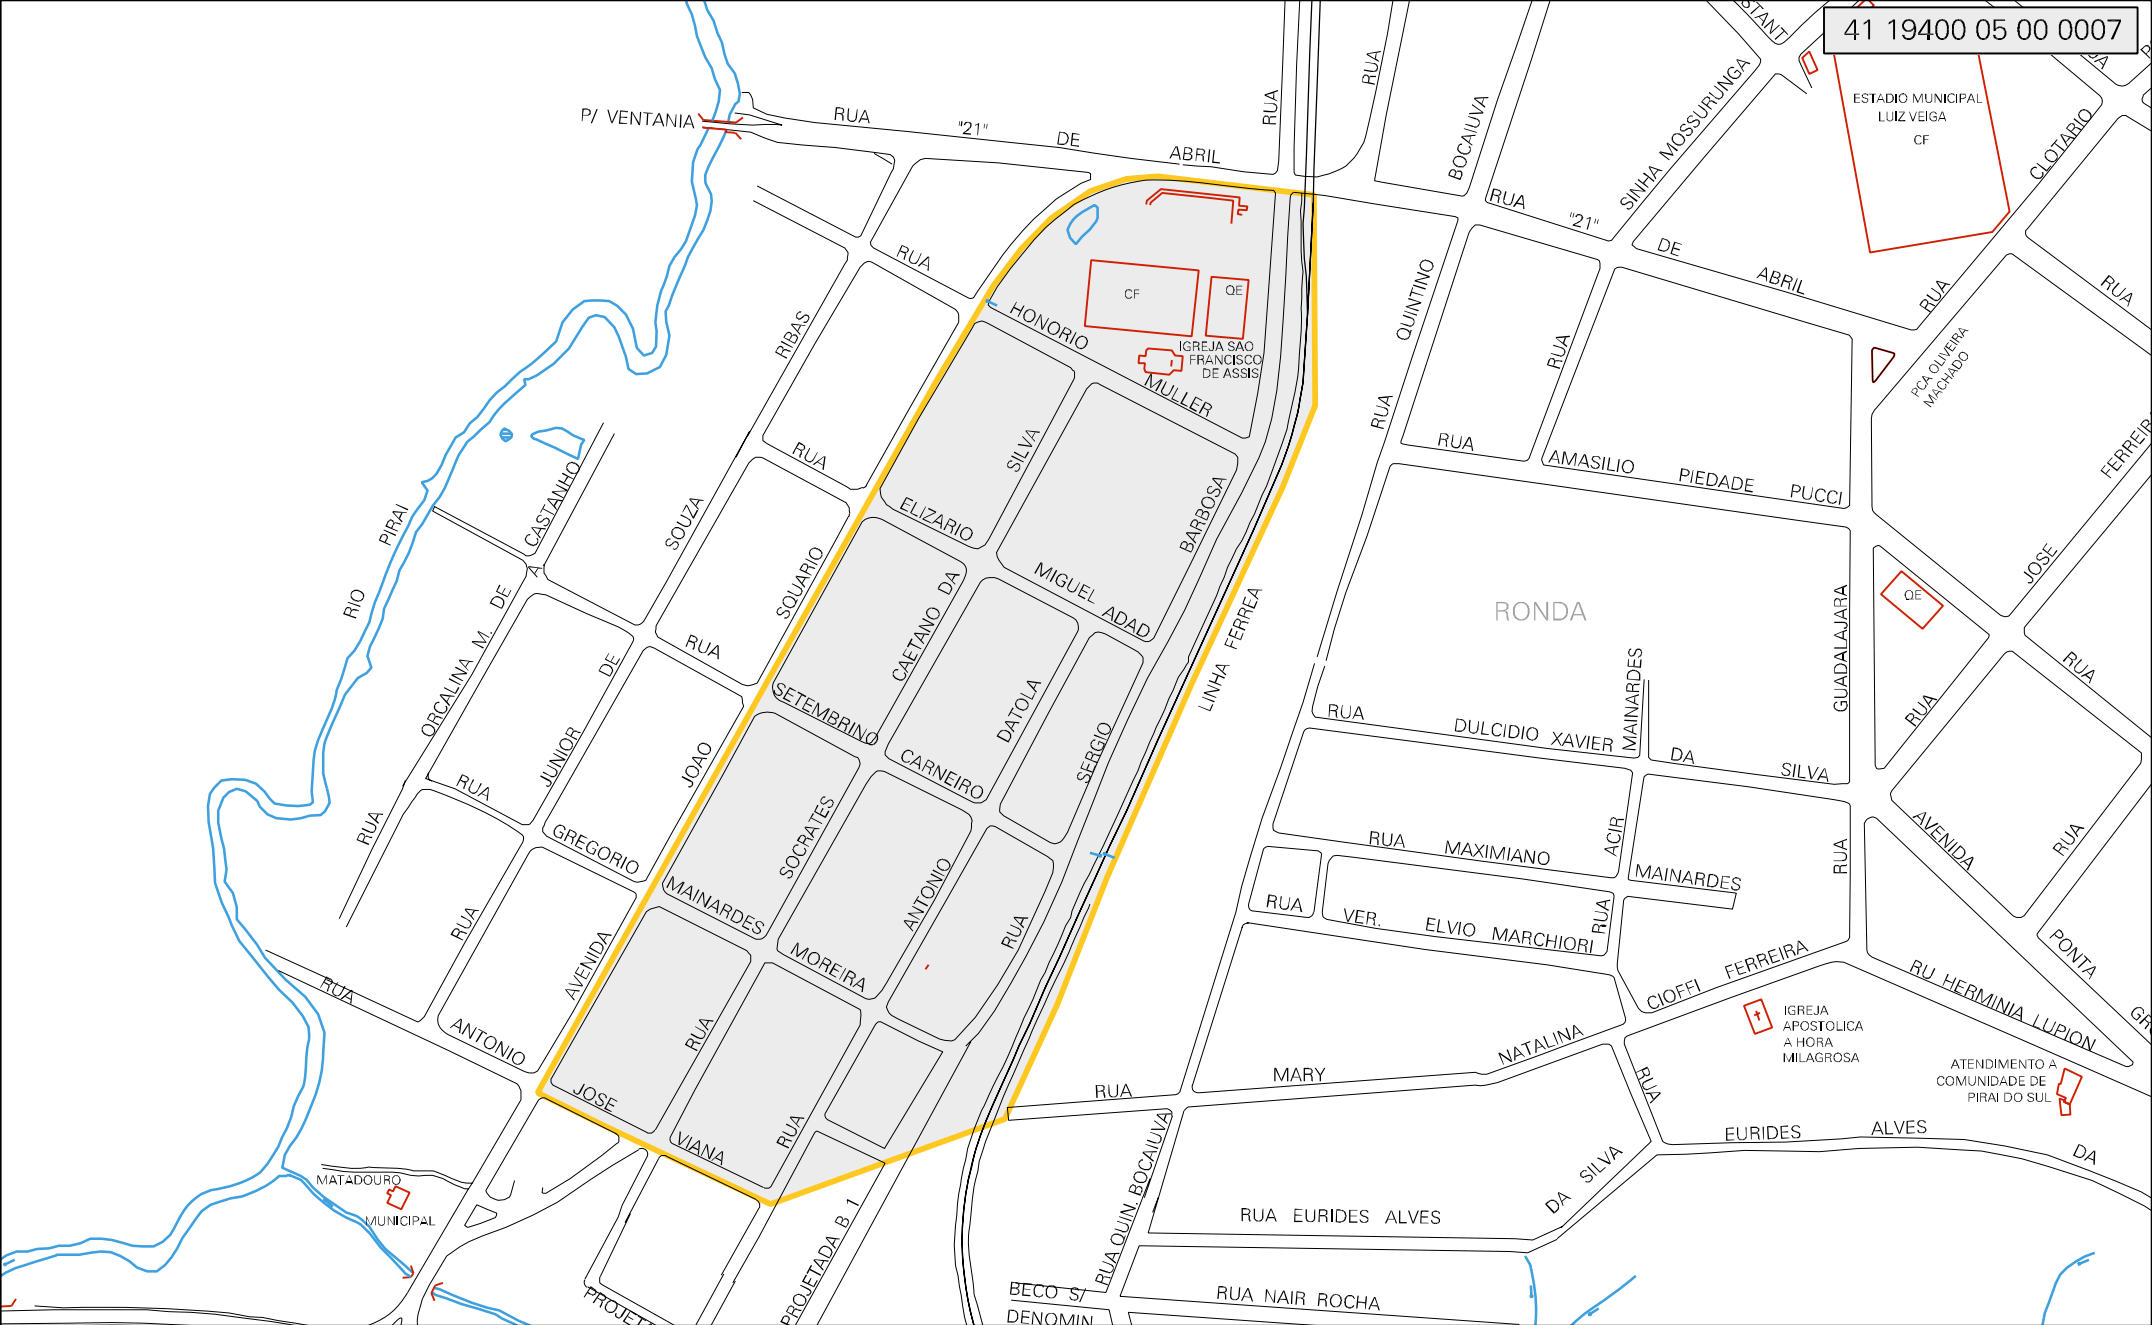 41 19400 05 00 0007
P/ VENTANIA
RUA "21" DE ABRIL
RUA
RUA
BOCAIUVA
SINHA MOSSURUNGA
ESTADIO MUNICIPAL
LUIZ VEIGA
CF
CLOTARIO
RUA
RUA "21" DE ABRIL
RUA
RUA HONORIO MULLER
CF
QE
IGREJA SAO
FRANCISCO
DE ASSIS
RIBAS
SOUZA
DE
JUNIOR
RUA
QUINTINO
RUA
RUA
PCA OLIVEIRA
MACHADO
FERREIR
JOSE
RUA
RUA ELIZARIO
MIGUEL ADAD
SILVA
DA
CAETANO
SOCRATES
RUA
BARBOSA
SERGIO
RUA
RUA AMASILIO PIEDADE PUCCI
CASTANHO
A.
DE
ORCALINA M.
RUA
RIO PIRAI
SQUARIO
JOAO
AVENIDA
LINHA FERREA
RONDA
GUADALAJARA
RUA
QE
RUA
RUA SETEMBRINO
CARNEIRO
DATOLA
ANTONIO
RUA
MAINARDES
ACIR
RUA
RUA DULCIDIO XAVIER DA SILVA
RUA GREGORIO
MAINARDES
MOREIRA
RUA MAXIMIANO
MAINARDES
AVENIDA
PONTA
RUA
RUA VER. ELVIO MARCHIORI
RUA ANTONIO
JOSE
VIANA
RU HERMINIA LUPION
CIOFFI FERREIRA
NATALINA
MARY
RUA
IGREJA
APOSTOLICA
A HORA
MILAGROSA
ATENDIMENTO A
COMUNIDADE DE
PIRAI DO SUL
RUA
EURIDES ALVES
DA
DA SILVA
RUA EURIDES ALVES
MATADOURO
MUNICIPAL
PROJETADA B 1
RUA QUIN. BOCAIUVA
BECO S/
DENOMIN
RUA NAIR ROCHA